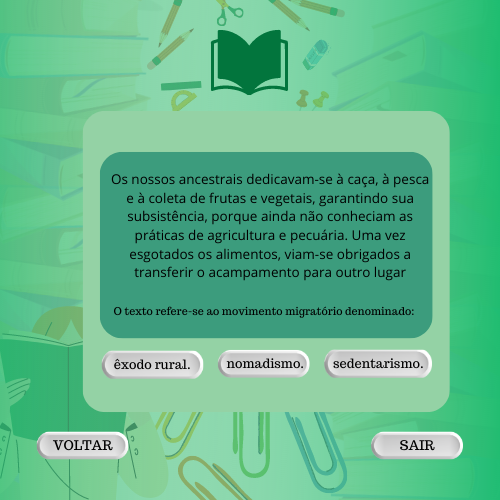 Os nossos ancestrais dedicavam-se à caça, à pesca
e à coleta de frutas e vegetais, garantindo sua
subsistência, porque ainda não conheciam as
práticas de agricultura e pecuária. Uma vez
esgotados os alimentos, viam-se obrigados a
transferir o acampamento para outro lugar
O texto refere-se ao movimento migratório denominado:
êxodo rural.
nomadismo.
sedentarismo.
VOLTAR
SAIR